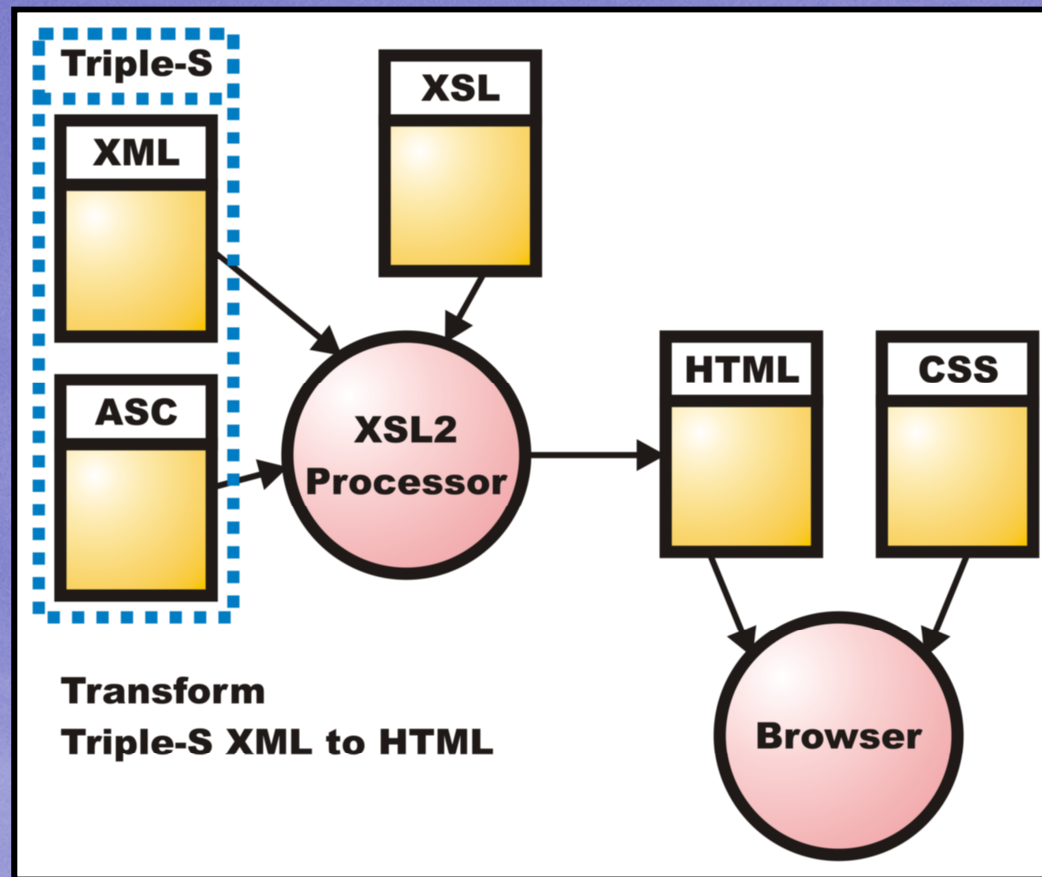 Triple-S
XML
XSL
ASC
XSL2
Processor
HTML
CSS
Browser
Transform
Triple-S XML to HTML